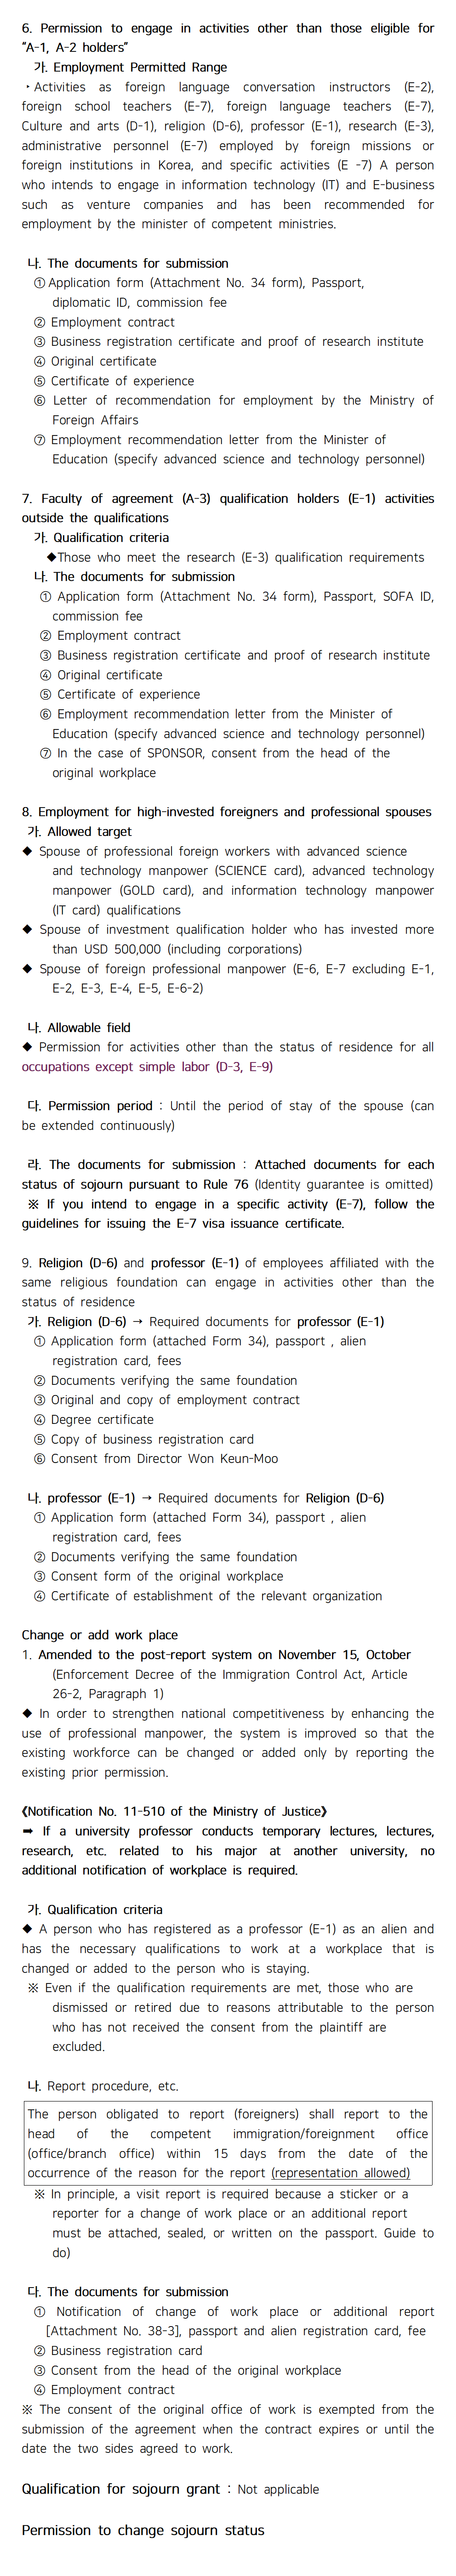 6. Permission to engage in activities other than those eligible for
"A-1, A-2 holders"
가. Employment Permitted Range
‣Activities as foreign language conversation instructors (E-2),
foreign school teachers (E-7), foreign language teachers (E-7),
Culture and arts (D-1), religion (D-6), professor (E-1), research (E-3),
administrative personnel (E-7) employed by foreign missions or
foreign institutions in Korea, and specific activities (E -7) A person
who intends to engage in information technology (IT) and E-business
such as venture companies and has been recommended for
employment by the minister of competent ministries.
나. The documents for submission
① Application form (Attachment No. 34 form), Passport,
diplomatic ID, commission fee
② Employment contract
③ Business registration certificate and proof of research institute
④ Original certificate
⑤ Certificate of experience
⑥ Letter of recommendation for employment by the Ministry of
Foreign Affairs
⑦ Employment recommendation letter from the Minister of
Education (specify advanced science and technology personnel)
7. Faculty of agreement (A-3) qualification holders (E-1) activities
outside the qualifications
가. Qualification criteria
◆Those who meet the research (E-3) qualification requirements
나. The documents for submission
① Application form (Attachment No. 34 form), Passport, SOFA ID,
commission fee
② Employment contract
③ Business registration certificate and proof of research institute
④ Original certificate
⑤ Certificate of experience
⑥ Employment recommendation letter from the Minister of
Education (specify advanced science and technology personnel)
⑦ In the case of SPONSOR, consent from the head of the
original workplace
8. Employment for high-invested foreigners and professional spouses
가. Allowed target
◆ Spouse of professional foreign workers with advanced science
and technology manpower (SCIENCE card), advanced technology
manpower (GOLD card), and information technology manpower
(IT card) qualifications
◆ Spouse of investment qualification holder who has invested more
than USD 500,000 (including corporations)
◆ Spouse of foreign professional manpower (E-6, E-7 excluding E-1,
E-2, E-3, E-4, E-5, E-6-2)
나. Allowable field
◆ Permission for activities other than the status of residence for all
occupations except simple labor (D-3, E-9)
다. Permission period : Until the period of stay of the spouse (can
be extended continuously)
라. The documents for submission : Attached documents for each
status of sojourn pursuant to Rule 76 (Identity guarantee is omitted)
※ If you intend to engage in a specific activity (E-7), follow the
guidelines for issuing the E-7 visa issuance certificate.
9. Religion (D-6) and professor (E-1) of employees affiliated with the
same religious foundation can engage in activities other than the
status of residence
가. Religion (D-6) → Required documents for professor (E-1)
① Application form (attached Form 34), passport , alien
registration card, fees
② Documents verifying the same foundation
③ Original and copy of employment contract
④ Degree certificate
⑤ Copy of business registration card
⑥ Consent from Director Won Keun-Moo
나. professor (E-1) → Required documents for Religion (D-6)
① Application form (attached Form 34), passport , alien
registration card, fees
② Documents verifying the same foundation
③ Consent form of the original workplace
④ Certificate of establishment of the relevant organization
Change or add work place
1. Amended to the post-report system on November 15, October
(Enforcement Decree of the Immigration Control Act, Article
26-2, Paragraph 1)
◆ In order to strengthen national competitiveness by enhancing the
use of professional manpower, the system is improved so that the
existing workforce can be changed or added only by reporting the
existing prior permission.
《Notification No. 11-510 of the Ministry of Justice》
➡ If a university professor conducts temporary lectures, lectures,
research, etc. related to his major at another university, no
additional notification of workplace is required.
가. Qualification criteria
◆ A person who has registered as a professor (E-1) as an alien and
has the necessary qualifications to work at a workplace that is
changed or added to the person who is staying.
※ Even if the qualification requirements are met, those who are
dismissed or retired due to reasons attributable to the person
who has not received the consent from the plaintiff are
excluded.
나. Report procedure, etc.
The person obligated to report (foreigners) shall report to the
head of the competent immigration/foreignment office
(office/branch office) within 15 days from the date of the
occurrence of the reason for the report (representation allowed)
※ In principle, a visit report is required because a sticker or a
reporter for a change of work place or an additional report
must be attached, sealed, or written on the passport. Guide to
do)
다. The documents for submission
① Notification of change of work place or additional report
[Attachment No. 38-3], passport and alien registration card, fee
② Business registration card
③ Consent from the head of the original workplace
④ Employment contract
※ The consent of the original office of work is exempted from the
submission of the agreement when the contract expires or until the
date the two sides agreed to work.
Qualification for sojourn grant : Not applicable
Permission to change sojourn status